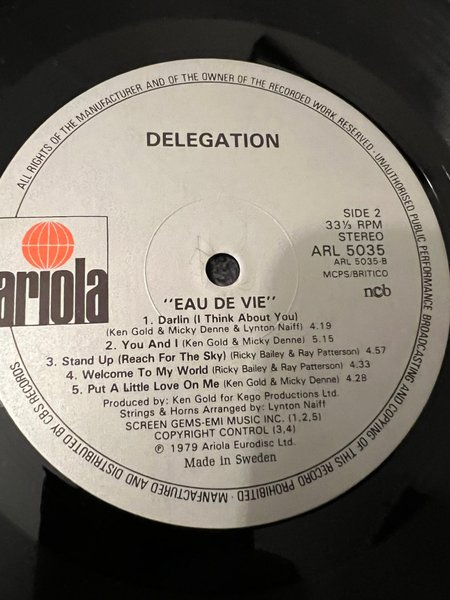 ALL RIGHTS OF THE MANUFACTURER AND OF THE OWNER OF THE RECORDED WORK RESERVED · UNAUTHORISED PUBLIC PERFORMANCE BROADCASTING AND COPYING OF THIS RECORD PROHIBITED · MANFACTURED AND DISTRIBUTED BY CBS RECORDS
DELEGATION
ariola
SIDE 2
33⅓ RPM
STEREO
ARL 5035
ARL 5035-B
MCPS/BRITICO
ncb
"EAU DE VIE"
1. Darlin (I Think About You)
(Ken Gold & Micky Denne & Lynton Naiff) 4.19
2. You And I (Ken Gold & Micky Denne) 5.15
3. Stand Up (Reach For The Sky) (Ricky Bailey & Ray Patterson) 4.57
4. Welcome To My World (Ricky Bailey & Ray Patterson) 4.33
5. Put A Little Love On Me (Ken Gold & Micky Denne) 4.28
Produced by: Ken Gold for Kego Productions Ltd.
Strings & Horns Arranged by: Lynton Naiff
SCREEN GEMS-EMI MUSIC INC. (1,2,5)
COPYRIGHT CONTROL (3,4)
℗ 1979 Ariola Eurodisc Ltd.
Made in Sweden